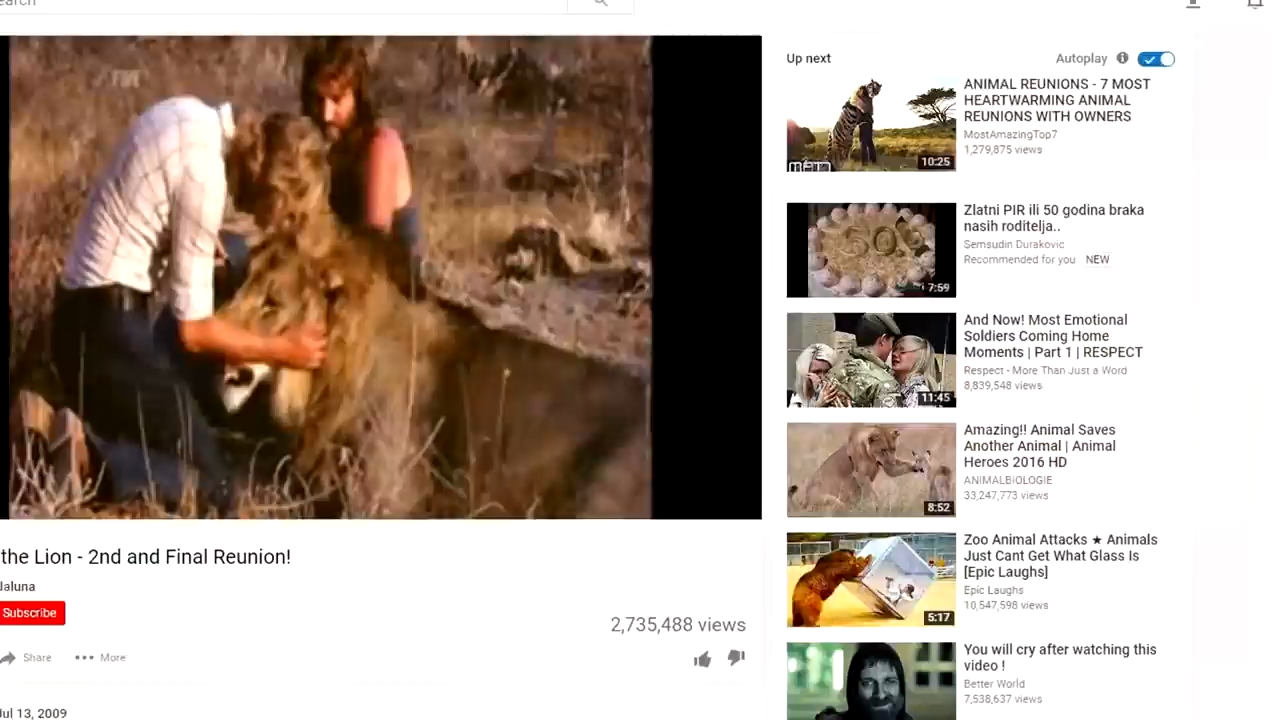 earch
the Lion - 2nd and Final Reunion!
Jaluna
Subscribe
2,735,488 views
Share
••• More
Jul 13, 2009
Up next
Autoplay
ANIMAL REUNIONS - 7 MOST
HEARTWARMING ANIMAL
REUNIONS WITH OWNERS
MostAmazingTop7
1,279,875 views
10:25
Zlatni PIR ili 50 godina braka
nasih roditelja..
Semsudin Durakovic
Recommended for you NEW
50
7:59
And Now! Most Emotional
Soldiers Coming Home
Moments | Part 1 | RESPECT
Respect - More Than Just a Word
8,839,548 views
11:45
Amazing!! Animal Saves
Another Animal | Animal
Heroes 2016 HD
ANIMALBIOLOGIE
33,247,773 views
8:52
Zoo Animal Attacks ★ Animals
Just Cant Get What Glass Is
[Epic Laughs]
Epic Laughs
10,547,598 views
5:17
You will cry after watching this
video !
Better World
7,538,637 views